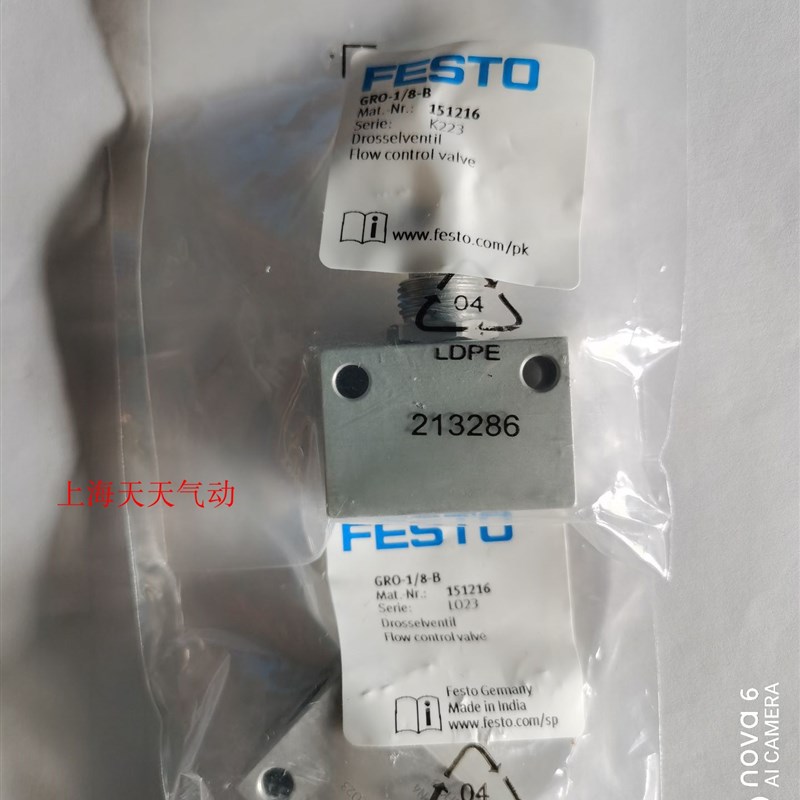 FESTO
GRO-1/8-B
Mat.-Nr.: 151216
Serie: K223
Drosselventil
Flow control valve
i www.festo.com/pk
04
LDPE
213286
上海天天气动
FESTO
GRO-1/8-B
Mat.-Nr.: 151216
Serie: L023
Drosselventil
Flow control valve
Festo Germany
i Made in India
www.festo.com/sp
04
nova 6
AI CAMERA